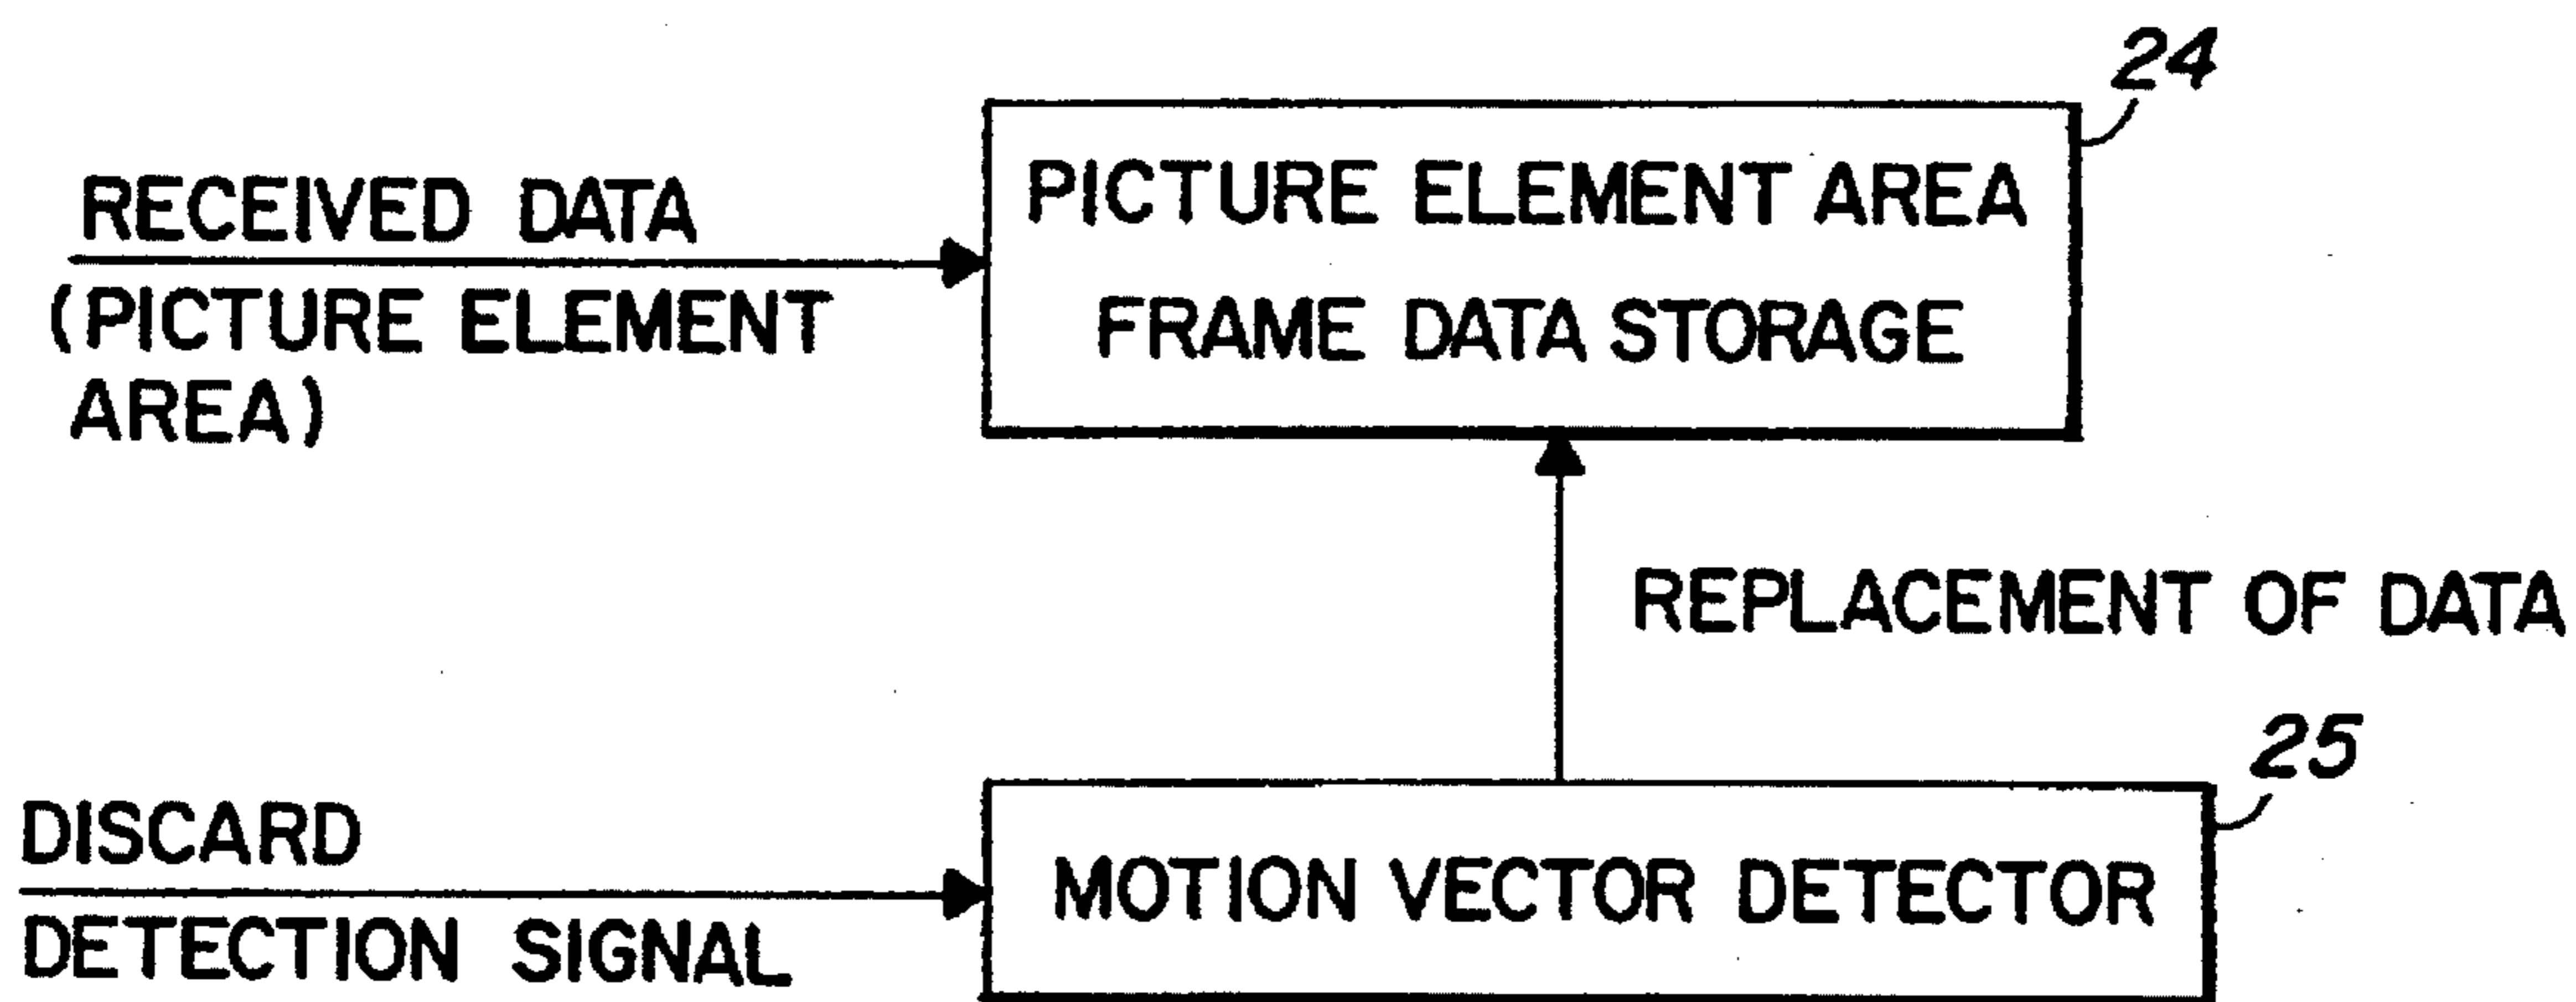 24
RECEIVED DATA
(PICTURE ELEMENT
AREA)
PICTURE ELEMENT AREA
FRAME DATA STORAGE
REPLACEMENT OF DATA
25
DISCARD
DETECTION SIGNAL
MOTION VECTOR DETECTOR